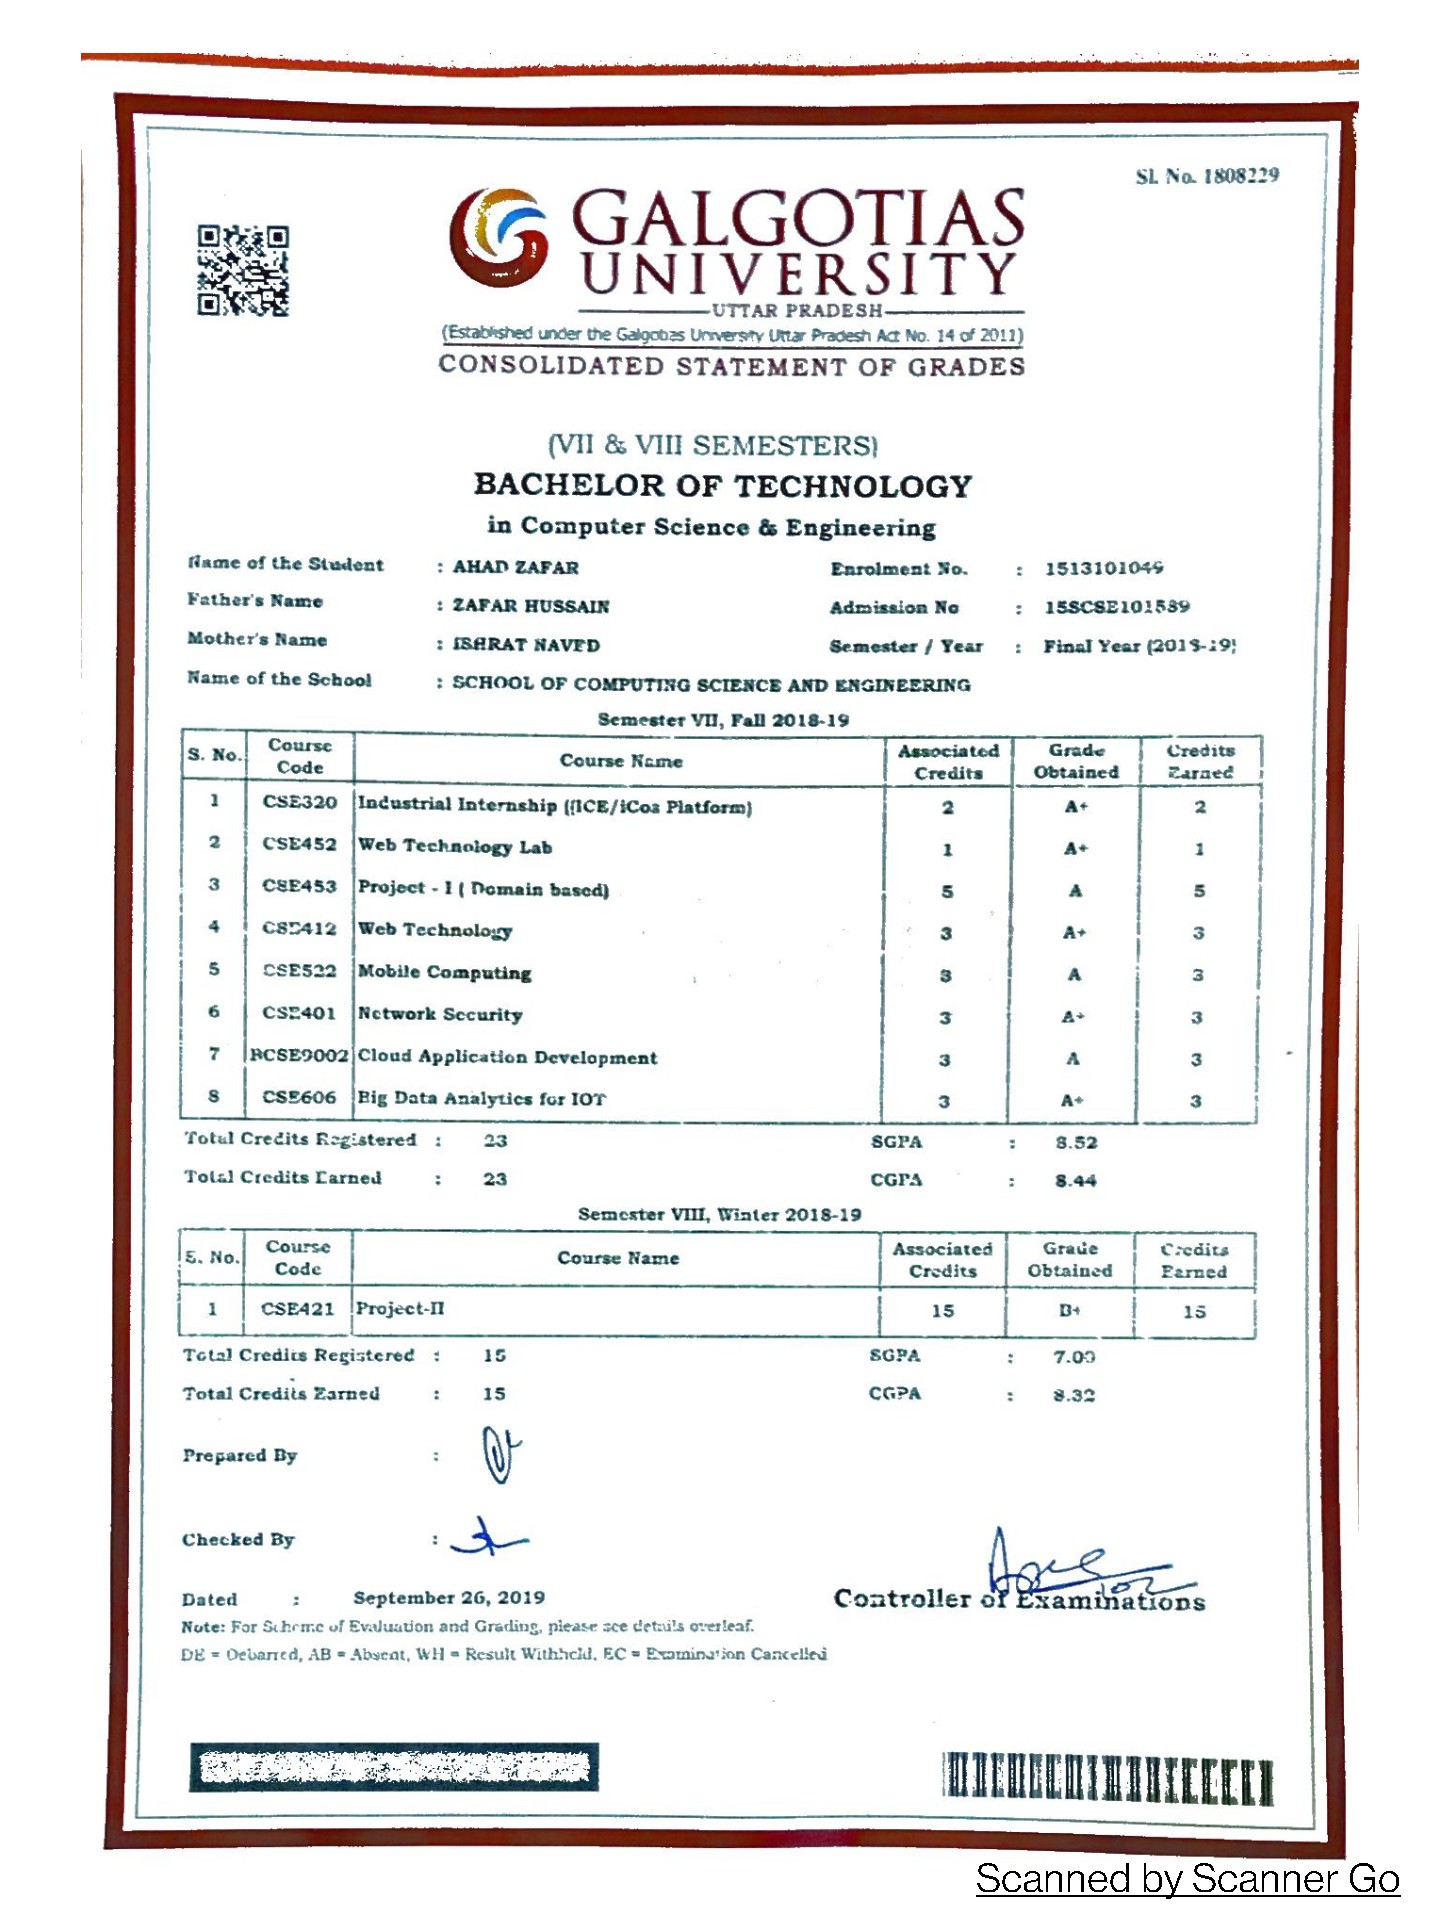 Sl. No. 1808229
GALGOTIAS
UNIVERSITY
UTTAR PRADESH
(Established under the Galgotias University Uttar Pradesh Act No. 14 of 2011)
CONSOLIDATED STATEMENT OF GRADES
(VII & VIII SEMESTERS)
BACHELOR OF TECHNOLOGY
in Computer Science & Engineering
Name of the Student : AHAD ZAFAR Enrolment No. : 1513101049
Father's Name : ZAFAR HUSSAIN Admission No : 15SCSE101539
Mother's Name : ISHRAT NAVED Semester / Year : Final Year (2018-19)
Name of the School : SCHOOL OF COMPUTING SCIENCE AND ENGINEERING
Semester VII, Fall 2018-19
S. No. Course Code Course Name Associated Credits Grade Obtained Credits Earned
1 CSE320 Industrial Internship ((ICE/iCoa Platform) 2 A+ 2
2 CSE452 Web Technology Lab 1 A+ 1
3 CSE453 Project - I ( Domain based) 5 A 5
4 CSE412 Web Technology 3 A+ 3
5 CSE522 Mobile Computing 3 A 3
6 CSE401 Network Security 3 A+ 3
7 BCSE9002 Cloud Application Development 3 A 3
8 CSE606 Big Data Analytics for IOT 3 A+ 3
Total Credits Registered : 23 SGPA : 8.52
Total Credits Earned : 23 CGPA : 8.44
Semester VIII, Winter 2018-19
S. No. Course Code Course Name Associated Credits Grade Obtained Credits Earned
1 CSE421 Project-II 15 B+ 15
Total Credits Registered : 15 SGPA : 7.00
Total Credits Earned : 15 CGPA : 8.32
Prepared By :
Checked By :
Controller of Examinations
Dated : September 26, 2019
Note: For Scheme of Evaluation and Grading, please see details overleaf.
DE = Debarred, AB = Absent, WH = Result Withheld, EC = Examination Cancelled
Scanned by Scanner Go